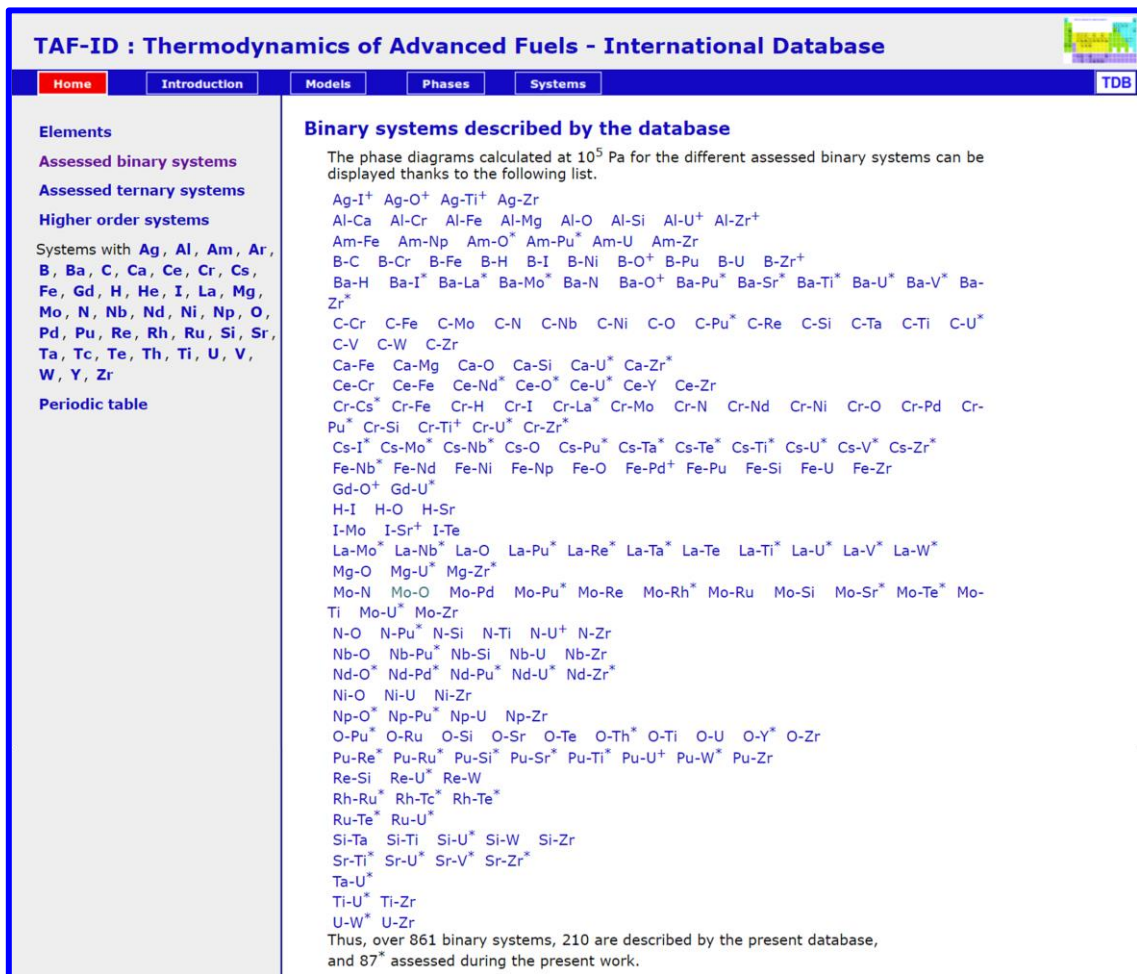 TAF-ID : Thermodynamics of Advanced Fuels - International Database
Home Introduction Models Phases Systems TDB
Elements
Assessed binary systems
Assessed ternary systems
Higher order systems
Systems with Ag , Al , Am , Ar ,
B , Ba , C , Ca , Ce , Cr , Cs ,
Fe , Gd , H , He , I , La , Mg ,
Mo , N , Nb , Nd , Ni , Np , O ,
Pd , Pu , Re , Rh , Ru , Si , Sr ,
Ta , Tc , Te , Th , Ti , U , V ,
W , Y , Zr
Periodic table
Binary systems described by the database
The phase diagrams calculated at 10⁵ Pa for the different assessed binary systems can be
displayed thanks to the following list.
Ag-I⁺ Ag-O⁺ Ag-Ti⁺ Ag-Zr
Al-Ca Al-Cr Al-Fe Al-Mg Al-O Al-Si Al-U⁺ Al-Zr⁺
Am-Fe Am-Np Am-O* Am-Pu* Am-U Am-Zr
B-C B-Cr B-Fe B-H B-I B-Ni B-O⁺ B-Pu B-U B-Zr⁺
Ba-H Ba-I* Ba-La* Ba-Mo* Ba-N Ba-O⁺ Ba-Pu* Ba-Sr* Ba-Ti* Ba-U* Ba-V* Ba-
Zr*
C-Cr C-Fe C-Mo C-N C-Nb C-Ni C-O C-Pu* C-Re C-Si C-Ta C-Ti C-U*
C-V C-W C-Zr
Ca-Fe Ca-Mg Ca-O Ca-Si Ca-U* Ca-Zr*
Ce-Cr Ce-Fe Ce-Nd* Ce-O* Ce-U* Ce-Y Ce-Zr
Cr-Cs* Cr-Fe Cr-H Cr-I Cr-La* Cr-Mo Cr-N Cr-Nd Cr-Ni Cr-O Cr-Pd Cr-
Pu* Cr-Si Cr-Ti⁺ Cr-U* Cr-Zr*
Cs-I* Cs-Mo* Cs-Nb* Cs-O Cs-Pu* Cs-Ta* Cs-Te* Cs-Ti* Cs-U* Cs-V* Cs-Zr*
Fe-Nb* Fe-Nd Fe-Ni Fe-Np Fe-O Fe-Pd⁺ Fe-Pu Fe-Si Fe-U Fe-Zr
Gd-O⁺ Gd-U*
H-I H-O H-Sr
I-Mo I-Sr⁺ I-Te
La-Mo* La-Nb* La-O La-Pu* La-Re* La-Ta* La-Te La-Ti* La-U* La-V* La-W*
Mg-O Mg-U* Mg-Zr*
Mo-N Mo-O Mo-Pd Mo-Pu* Mo-Re Mo-Rh* Mo-Ru Mo-Si Mo-Sr* Mo-Te* Mo-
Ti Mo-U* Mo-Zr
N-O N-Pu* N-Si N-Ti N-U⁺ N-Zr
Nb-O Nb-Pu* Nb-Si Nb-U Nb-Zr
Nd-O* Nd-Pd* Nd-Pu* Nd-U* Nd-Zr*
Ni-O Ni-U Ni-Zr
Np-O* Np-Pu* Np-U Np-Zr
O-Pu* O-Ru O-Si O-Sr O-Te O-Th* O-Ti O-U O-Y* O-Zr
Pu-Re* Pu-Ru* Pu-Si* Pu-Sr* Pu-Ti* Pu-U⁺ Pu-W* Pu-Zr
Re-Si Re-U* Re-W
Rh-Ru* Rh-Tc* Rh-Te*
Ru-Te* Ru-U*
Si-Ta Si-Ti Si-U* Si-W Si-Zr
Sr-Ti* Sr-U* Sr-V* Sr-Zr*
Ta-U*
Ti-U* Ti-Zr
U-W* U-Zr
Thus, over 861 binary systems, 210 are described by the present database,
and 87* assessed during the present work.